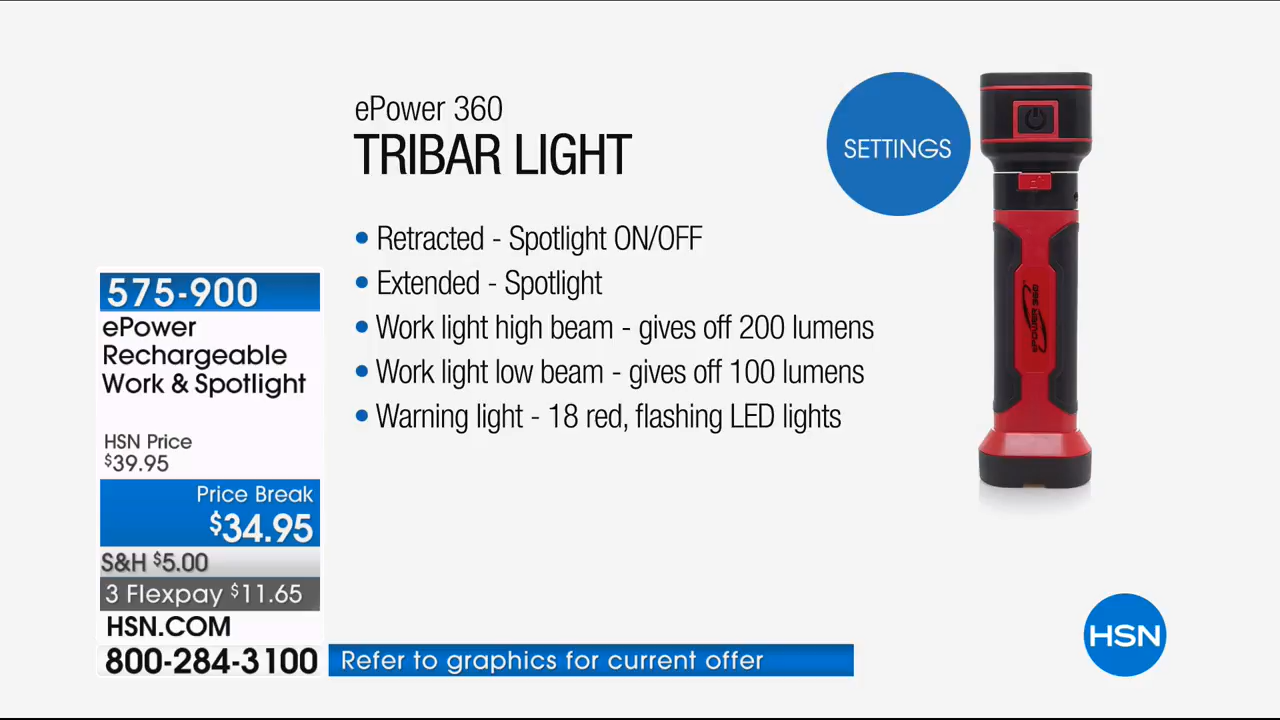 ePower 360
TRIBAR LIGHT
SETTINGS
• Retracted - Spotlight ON/OFF
• Extended - Spotlight
• Work light high beam - gives off 200 lumens
• Work light low beam - gives off 100 lumens
• Warning light - 18 red, flashing LED lights
ePOWER 360
575-900
ePower
Rechargeable
Work & Spotlight
HSN Price
$39.95
Price Break
$34.95
S&H $5.00
3 Flexpay $11.65
HSN.COM
800-284-3100
Refer to graphics for current offer
HSN